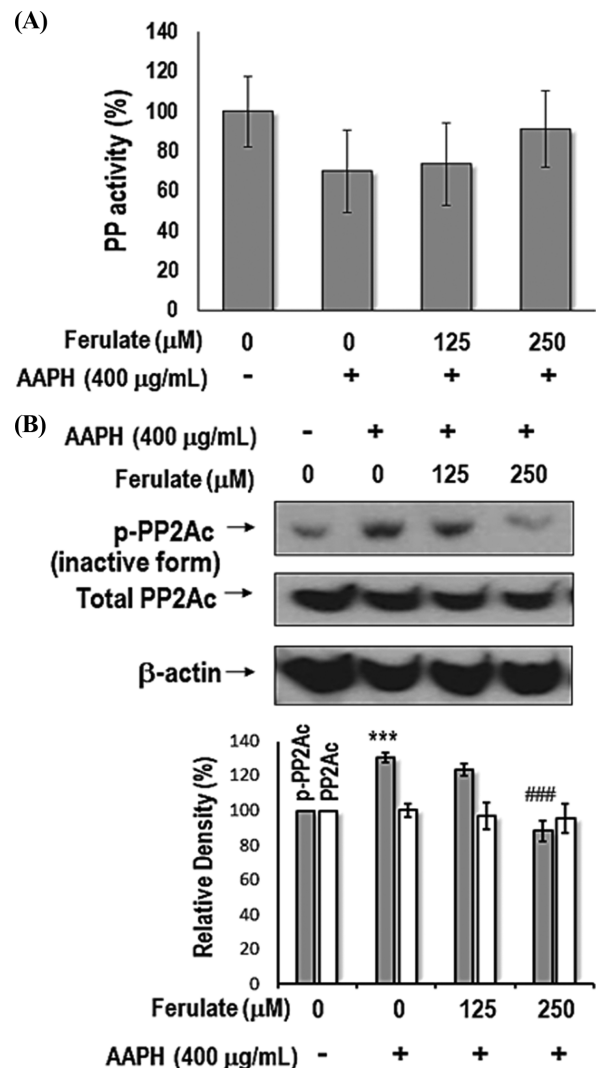 (A)
PP activity (%)
140
120
100
80
60
40
20
0
Ferulate (μM) 0 0 125 250
AAPH (400 μg/mL) - + + +
(B)
AAPH (400 μg/mL) - + + +
Ferulate (μM) 0 0 125 250
p-PP2Ac
(inactive form)
Total PP2Ac
β-actin
Relative Density (%)
140
120
100
80
60
40
20
0
p-PP2Ac
PP2Ac
***
###
Ferulate (μM) 0 0 125 250
AAPH (400 μg/mL) - + + +